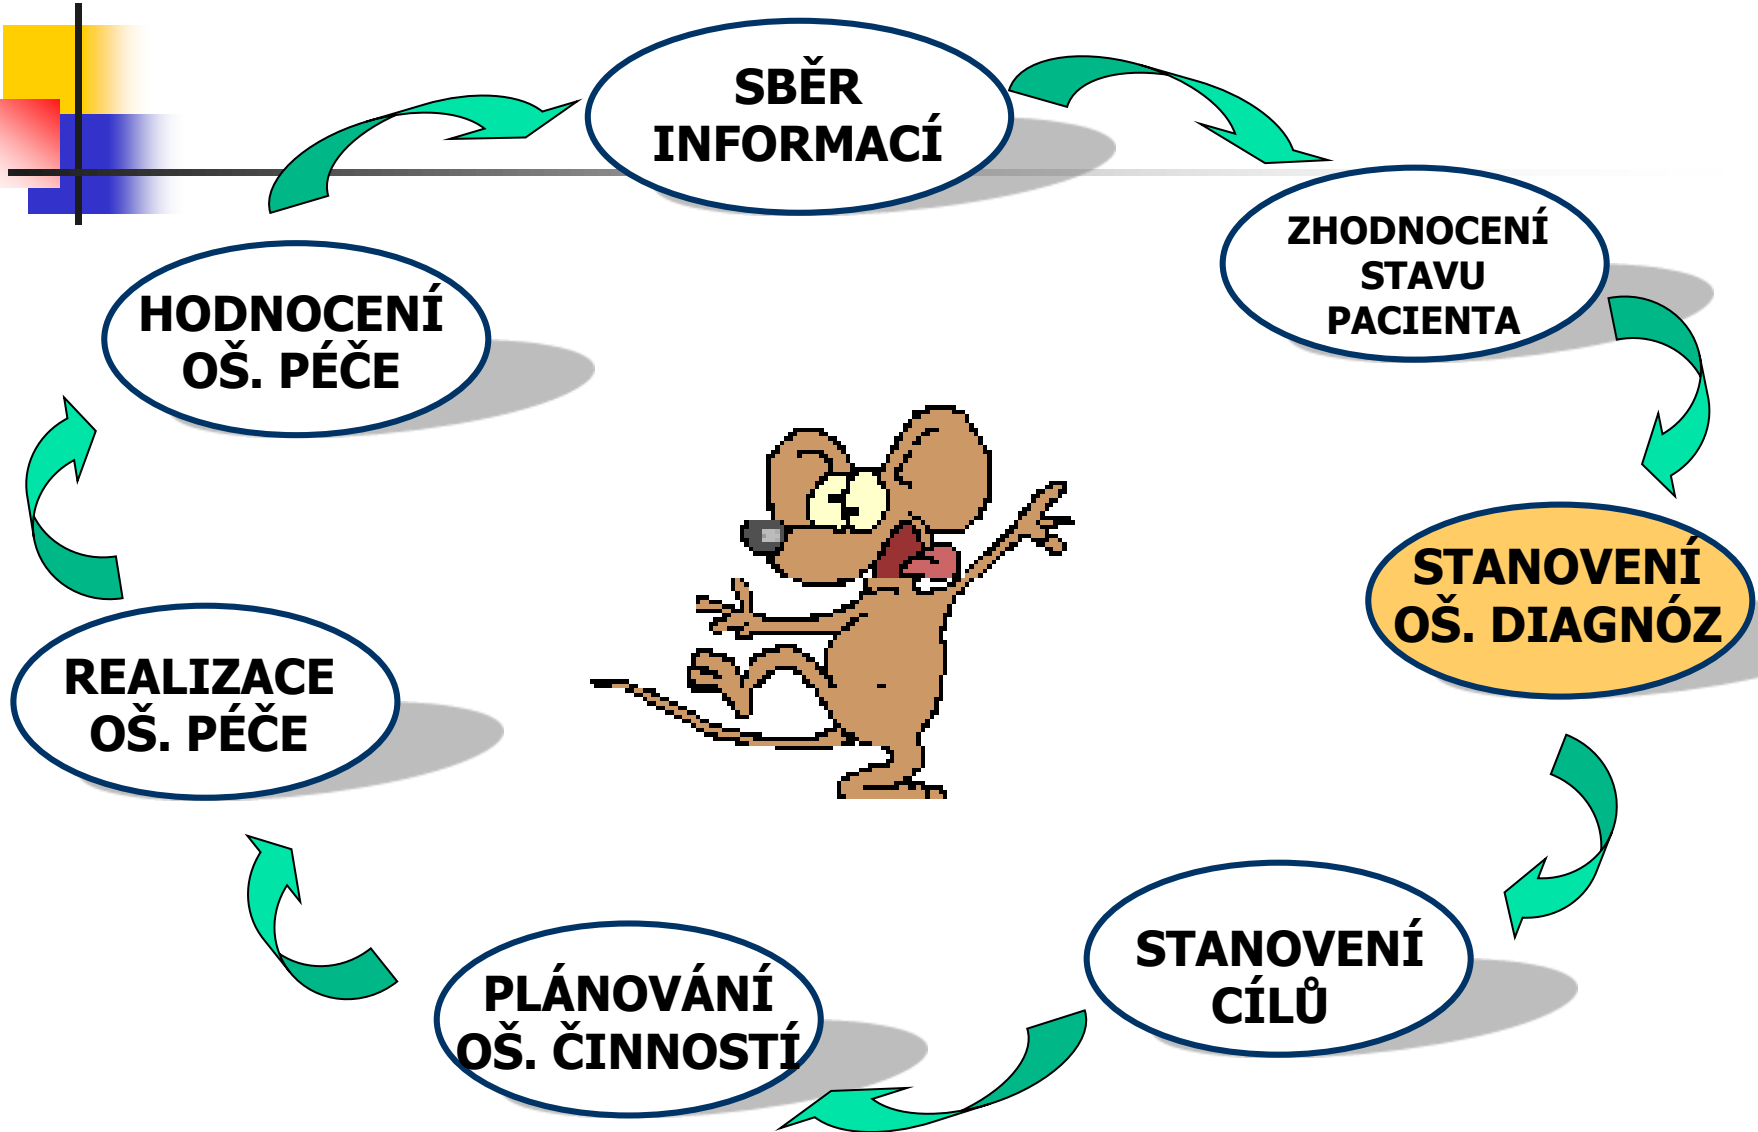 SBĚR
INFORMACÍ
ZHODNOCENÍ
STAVU
PACIENTA
STANOVENÍ
OŠ. DIAGNÓZ
STANOVENÍ
CÍLŮ
PLÁNOVÁNÍ
OŠ. ČINNOSTÍ
REALIZACE
OŠ. PÉČE
HODNOCENÍ
OŠ. PÉČE